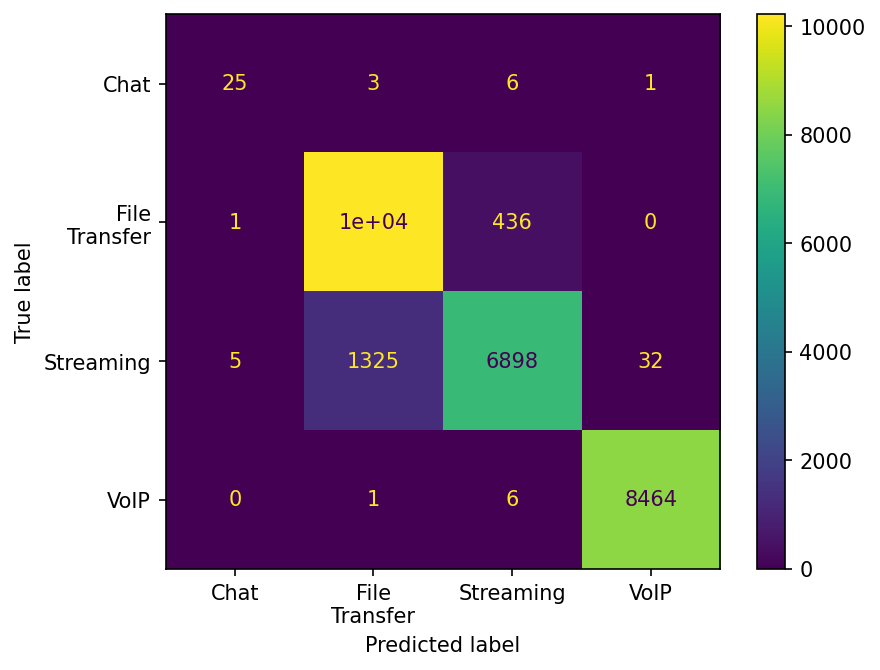 True label
Chat
25 3 6 1
File
Transfer
1 1e+04 436 0
Streaming
5 1325 6898 32
VoIP
0 1 6 8464
Chat File Streaming VoIP
Transfer
Predicted label
10000
8000
6000
4000
2000
0